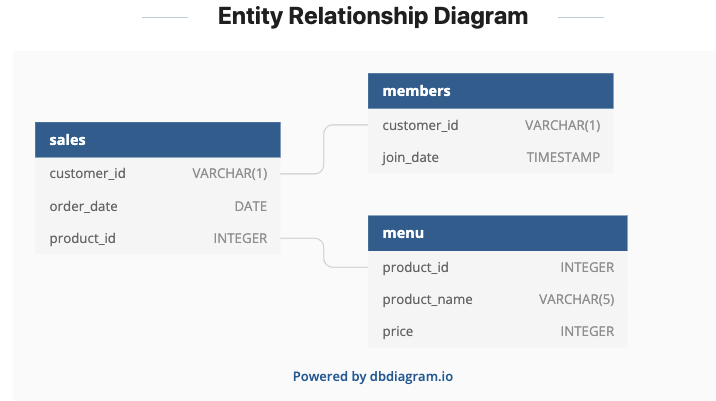 Entity Relationship Diagram
members
customer_id VARCHAR(1)
join_date TIMESTAMP
sales
customer_id VARCHAR(1)
order_date DATE
product_id INTEGER
menu
product_id INTEGER
product_name VARCHAR(5)
price INTEGER
Powered by dbdiagram.io